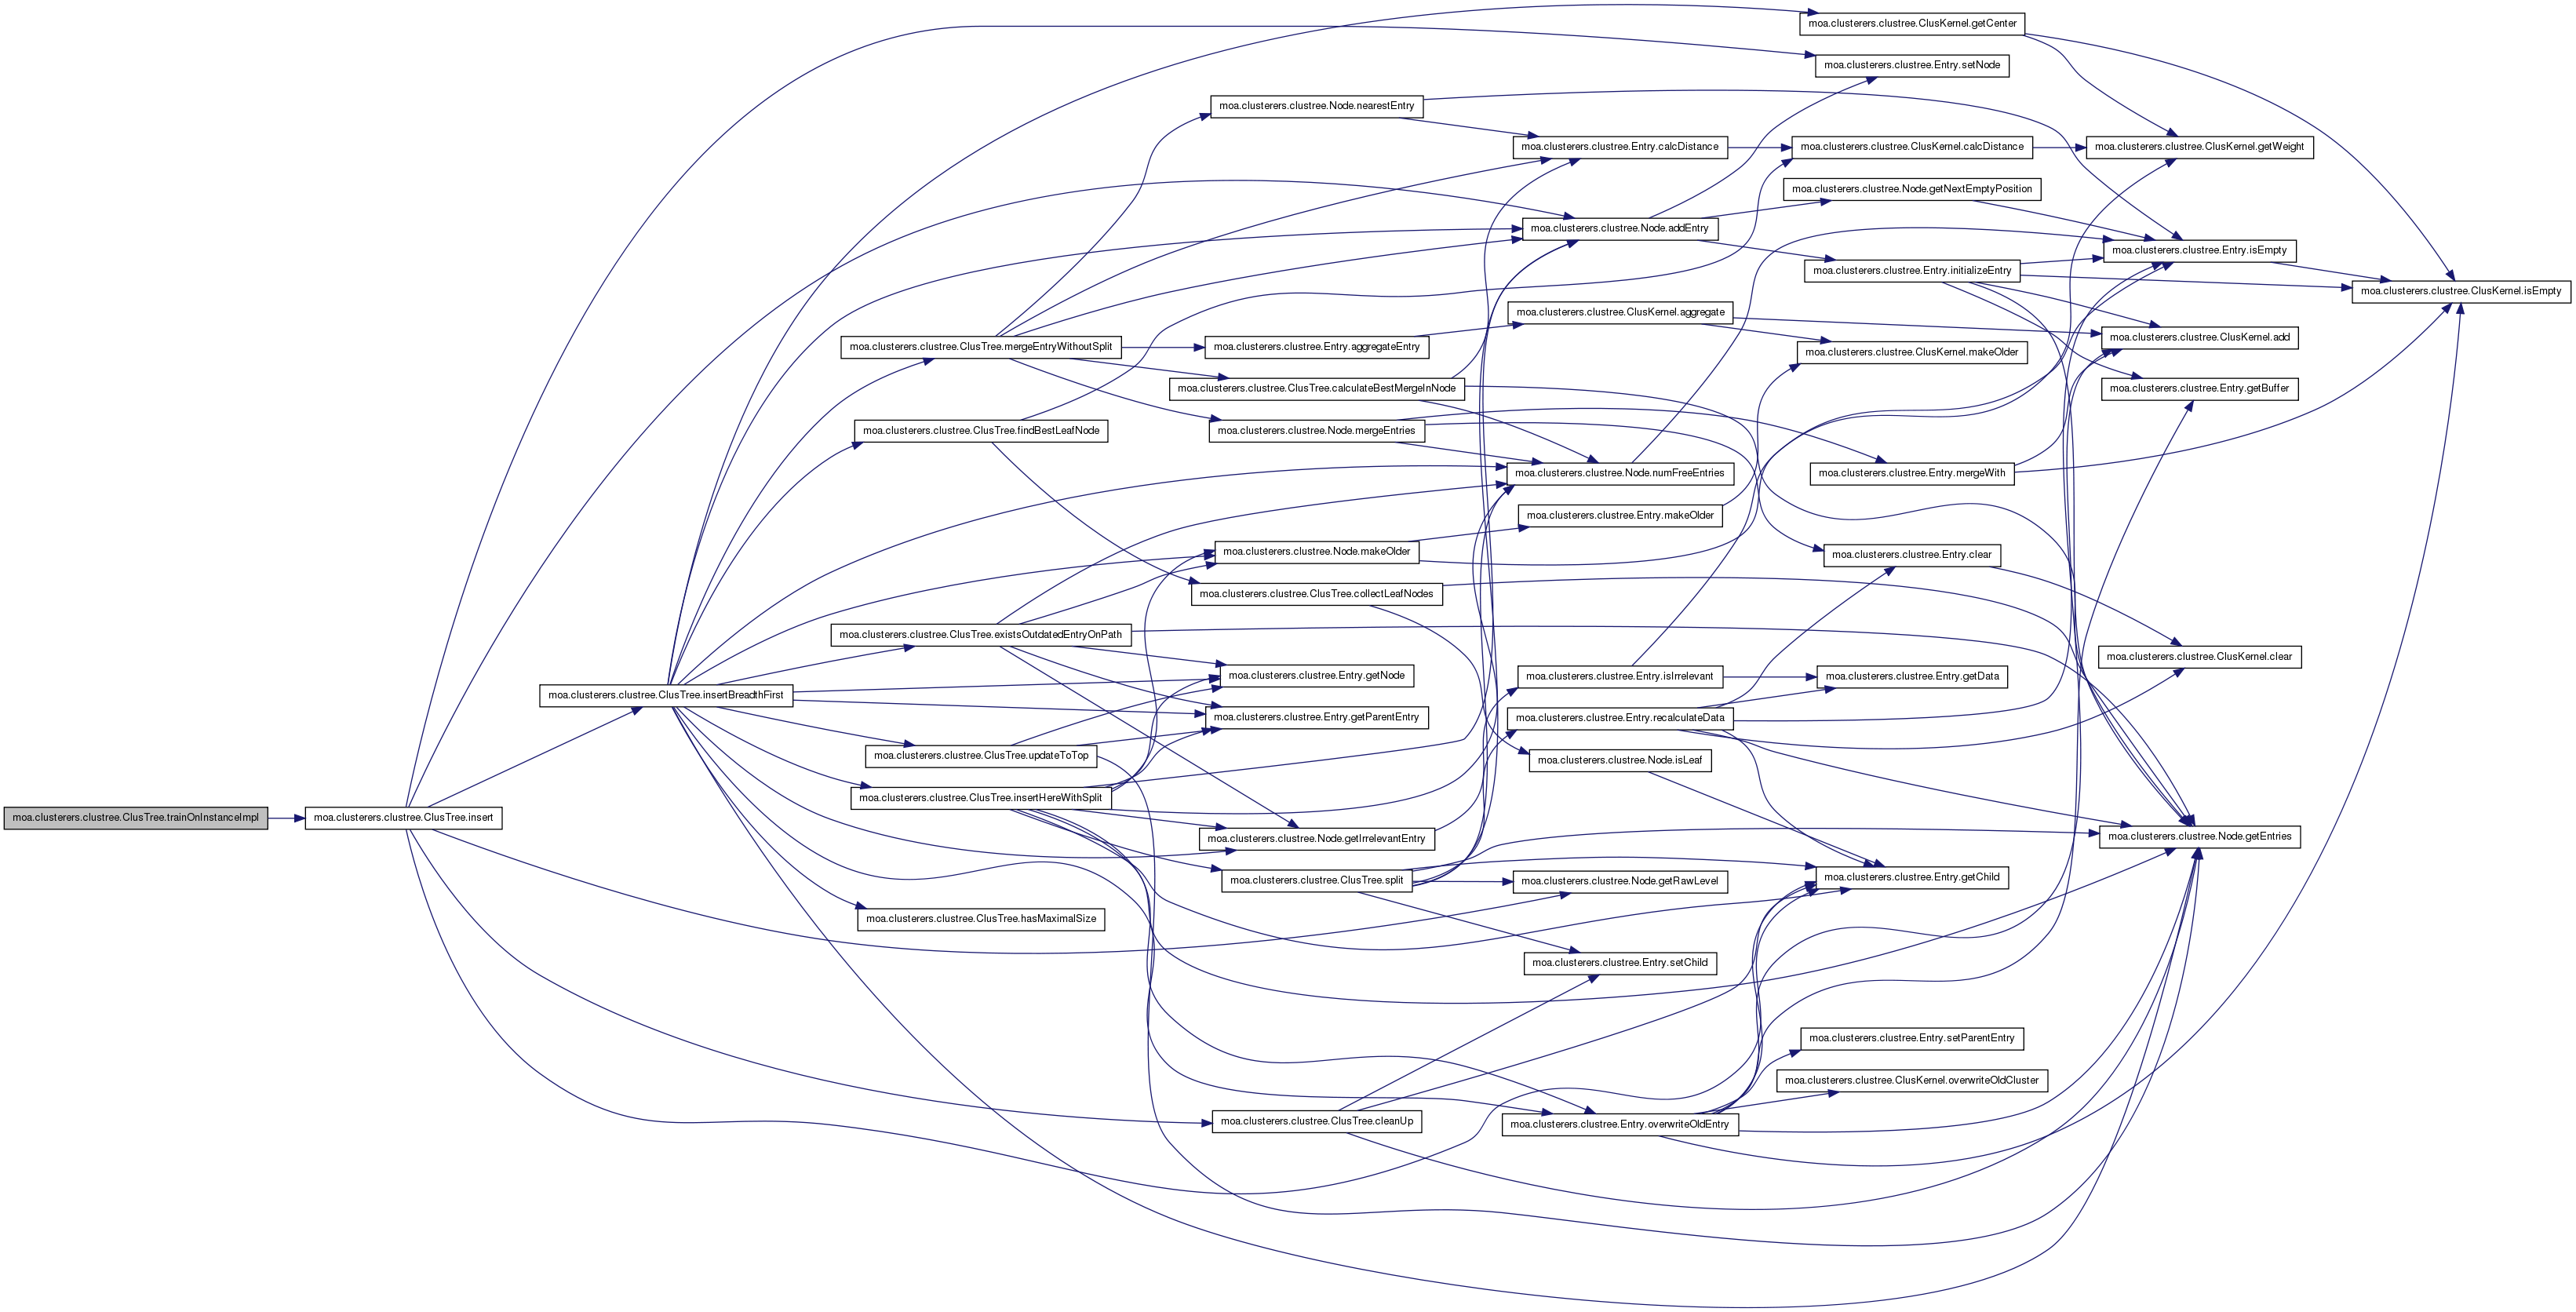 moa.clusterers.clustree.ClusKernel.getCenter
moa.clusterers.clustree.Entry.setNode
moa.clusterers.clustree.Node.nearestEntry
moa.clusterers.clustree.Entry.calcDistance
moa.clusterers.clustree.ClusKernel.calcDistance
moa.clusterers.clustree.ClusKernel.getWeight
moa.clusterers.clustree.Node.getNextEmptyPosition
moa.clusterers.clustree.Node.addEntry
moa.clusterers.clustree.Entry.isEmpty
moa.clusterers.clustree.Entry.initializeEntry
moa.clusterers.clustree.ClusKernel.isEmpty
moa.clusterers.clustree.ClusKernel.aggregate
moa.clusterers.clustree.ClusKernel.add
moa.clusterers.clustree.ClusTree.mergeEntryWithoutSplit
moa.clusterers.clustree.Entry.aggregateEntry
moa.clusterers.clustree.ClusKernel.makeOlder
moa.clusterers.clustree.ClusTree.calculateBestMergeInNode
moa.clusterers.clustree.Entry.getBuffer
moa.clusterers.clustree.ClusTree.findBestLeafNode
moa.clusterers.clustree.Node.mergeEntries
moa.clusterers.clustree.Node.numFreeEntries
moa.clusterers.clustree.Entry.mergeWith
moa.clusterers.clustree.Entry.makeOlder
moa.clusterers.clustree.Node.makeOlder
moa.clusterers.clustree.Entry.clear
moa.clusterers.clustree.ClusTree.collectLeafNodes
moa.clusterers.clustree.ClusTree.existsOutdatedEntryOnPath
moa.clusterers.clustree.ClusKernel.clear
moa.clusterers.clustree.Entry.getNode
moa.clusterers.clustree.Entry.isIrrelevant
moa.clusterers.clustree.Entry.getData
moa.clusterers.clustree.ClusTree.insertBreadthFirst
moa.clusterers.clustree.Entry.getParentEntry
moa.clusterers.clustree.Entry.recalculateData
moa.clusterers.clustree.ClusTree.updateToTop
moa.clusterers.clustree.Node.isLeaf
moa.clusterers.clustree.ClusTree.insertHereWithSplit
moa.clusterers.clustree.ClusTree.trainOnInstanceImpl
moa.clusterers.clustree.ClusTree.insert
moa.clusterers.clustree.Node.getIrrelevantEntry
moa.clusterers.clustree.Node.getEntries
moa.clusterers.clustree.ClusTree.split
moa.clusterers.clustree.Node.getRawLevel
moa.clusterers.clustree.Entry.getChild
moa.clusterers.clustree.ClusTree.hasMaximalSize
moa.clusterers.clustree.Entry.setChild
moa.clusterers.clustree.Entry.setParentEntry
moa.clusterers.clustree.ClusKernel.overwriteOldCluster
moa.clusterers.clustree.ClusTree.cleanUp
moa.clusterers.clustree.Entry.overwriteOldEntry